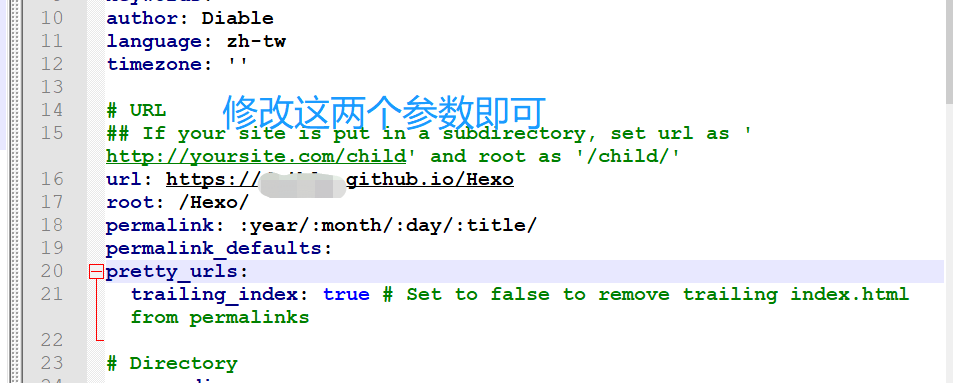 10 author: Diable
11 language: zh-tw
12 timezone: ''
13
14 # URL
修改这两个参数即可
15 ## If your site is put in a subdirectory, set url as '
http://yoursite.com/child' and root as '/child/'
16 url: https:// github.io/Hexo
17 root: /Hexo/
18 permalink: :year/:month/:day/:title/
19 permalink_defaults:
20 pretty_urls:
21 trailing_index: true # Set to false to remove trailing index.html
from permalinks
22
23 # Directory